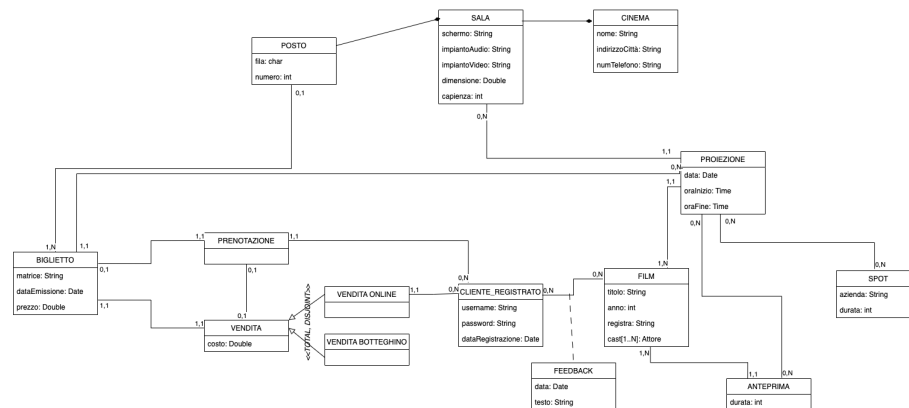 SALA
schermo: String
impiantoAudio: String
impiantoVideo: String
dimensione: Double
capienza: int
CINEMA
nome: String
indirizzoCittà: String
numTelefono: String
POSTO
fila: char
numero: int
0,1
0,N
1,1
PROIEZIONE
data: Date
oraInizio: Time
oraFine: Time
0,N
1,1
0,N
0,N
1,N
1,1
BIGLIETTO
matrice: String
dataEmissione: Date
prezzo: Double
0,1
1,1
1,1
PRENOTAZIONE
1,1
0,1
0,1
1,1
VENDITA
costo: Double
<<TOTAL, DISJOINT>>
VENDITA ONLINE
1,1
VENDITA BOTTEGHINO
0,N
0,N
CLIENTE_REGISTRATO
username: String
password: String
dataRegistrazione: Date
0,N
0,N
1,N
FILM
titolo: String
anno: int
registra: String
cast[1..N]: Attore
1,N
0,N
SPOT
azienda: String
durata: int
FEEDBACK
data: Date
testo: String
1,1
0,N
ANTEPRIMA
durata: int